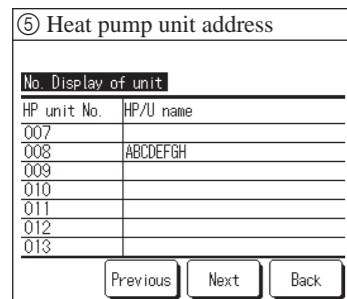 ⑤ Heat pump unit address
No. Display of unit
HP unit No. HP/U name
007
008 ABCDEFGH
009
010
011
012
013
Previous Next Back